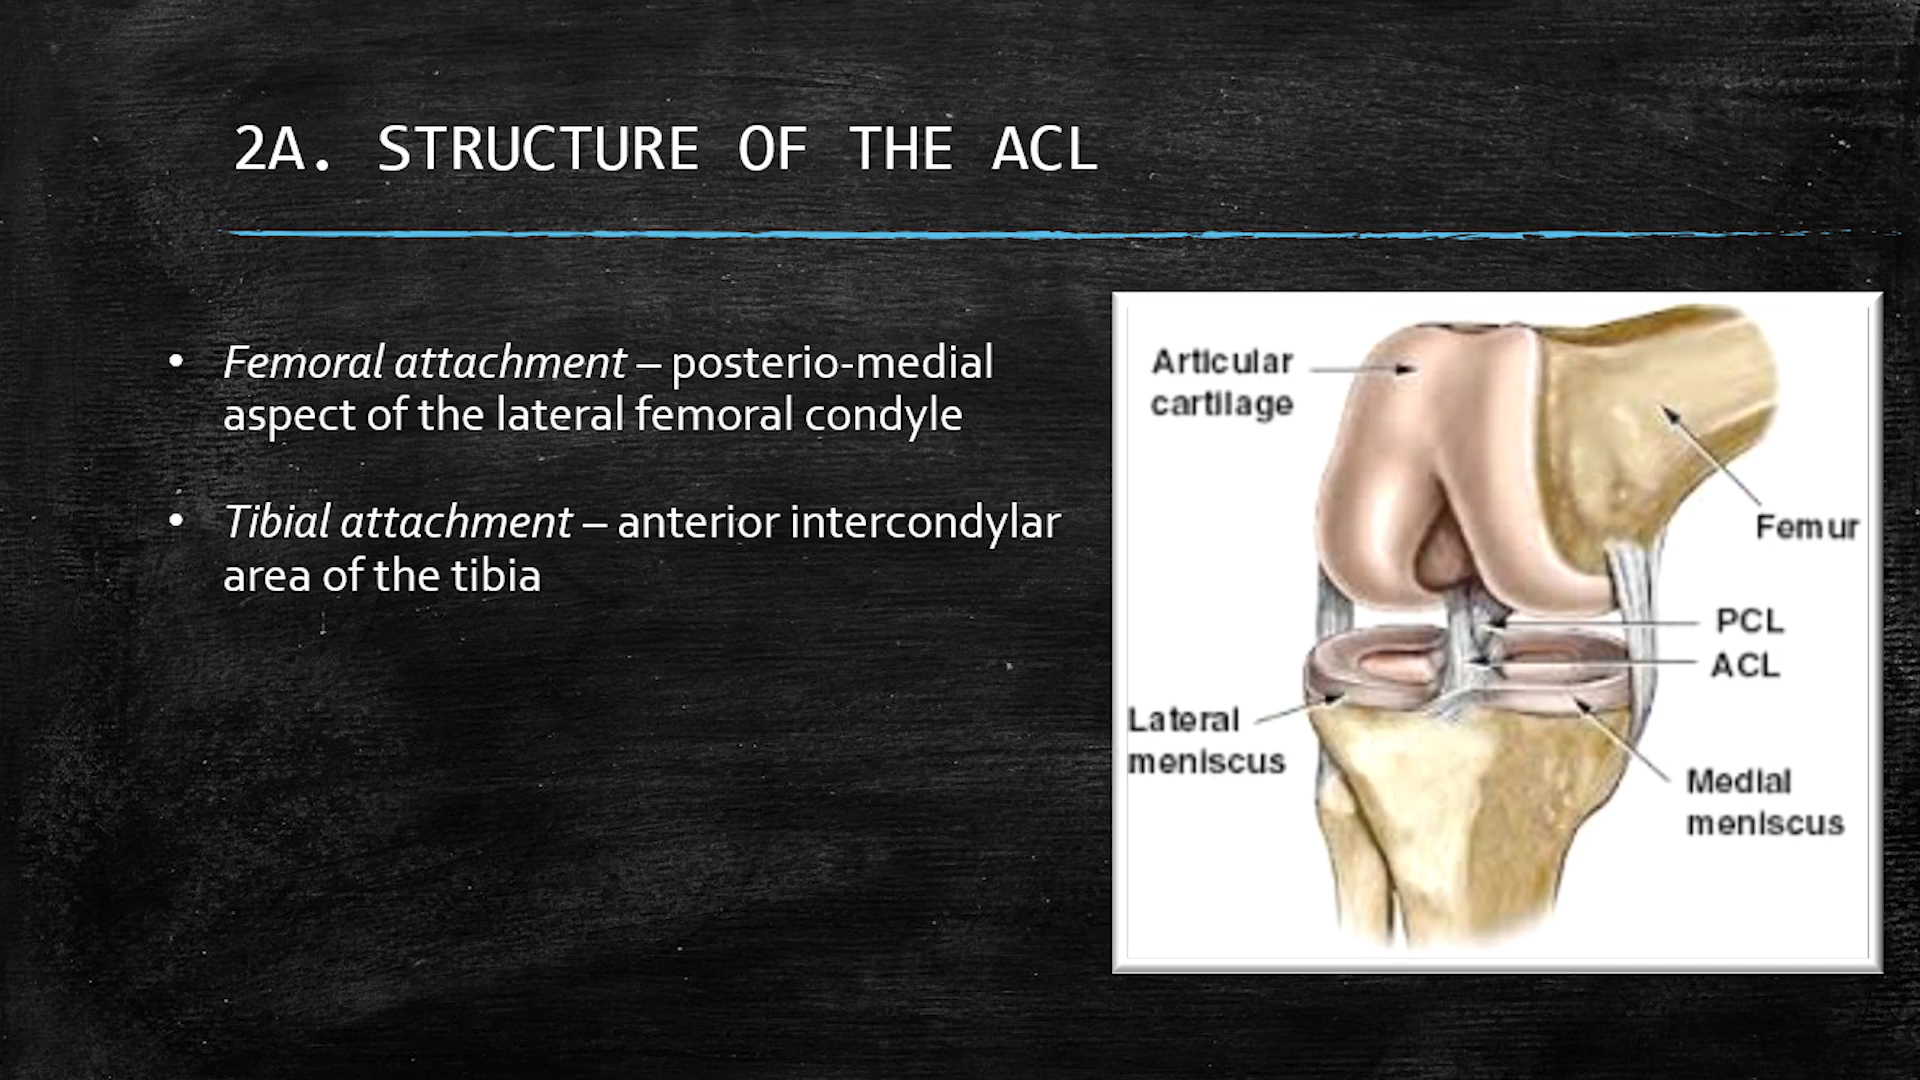 2A. STRUCTURE OF THE ACL
• Femoral attachment – posterio-medial
aspect of the lateral femoral condyle
• Tibial attachment – anterior intercondylar
area of the tibia
Articular
cartilage
Femur
PCL
ACL
Lateral
meniscus
Medial
meniscus